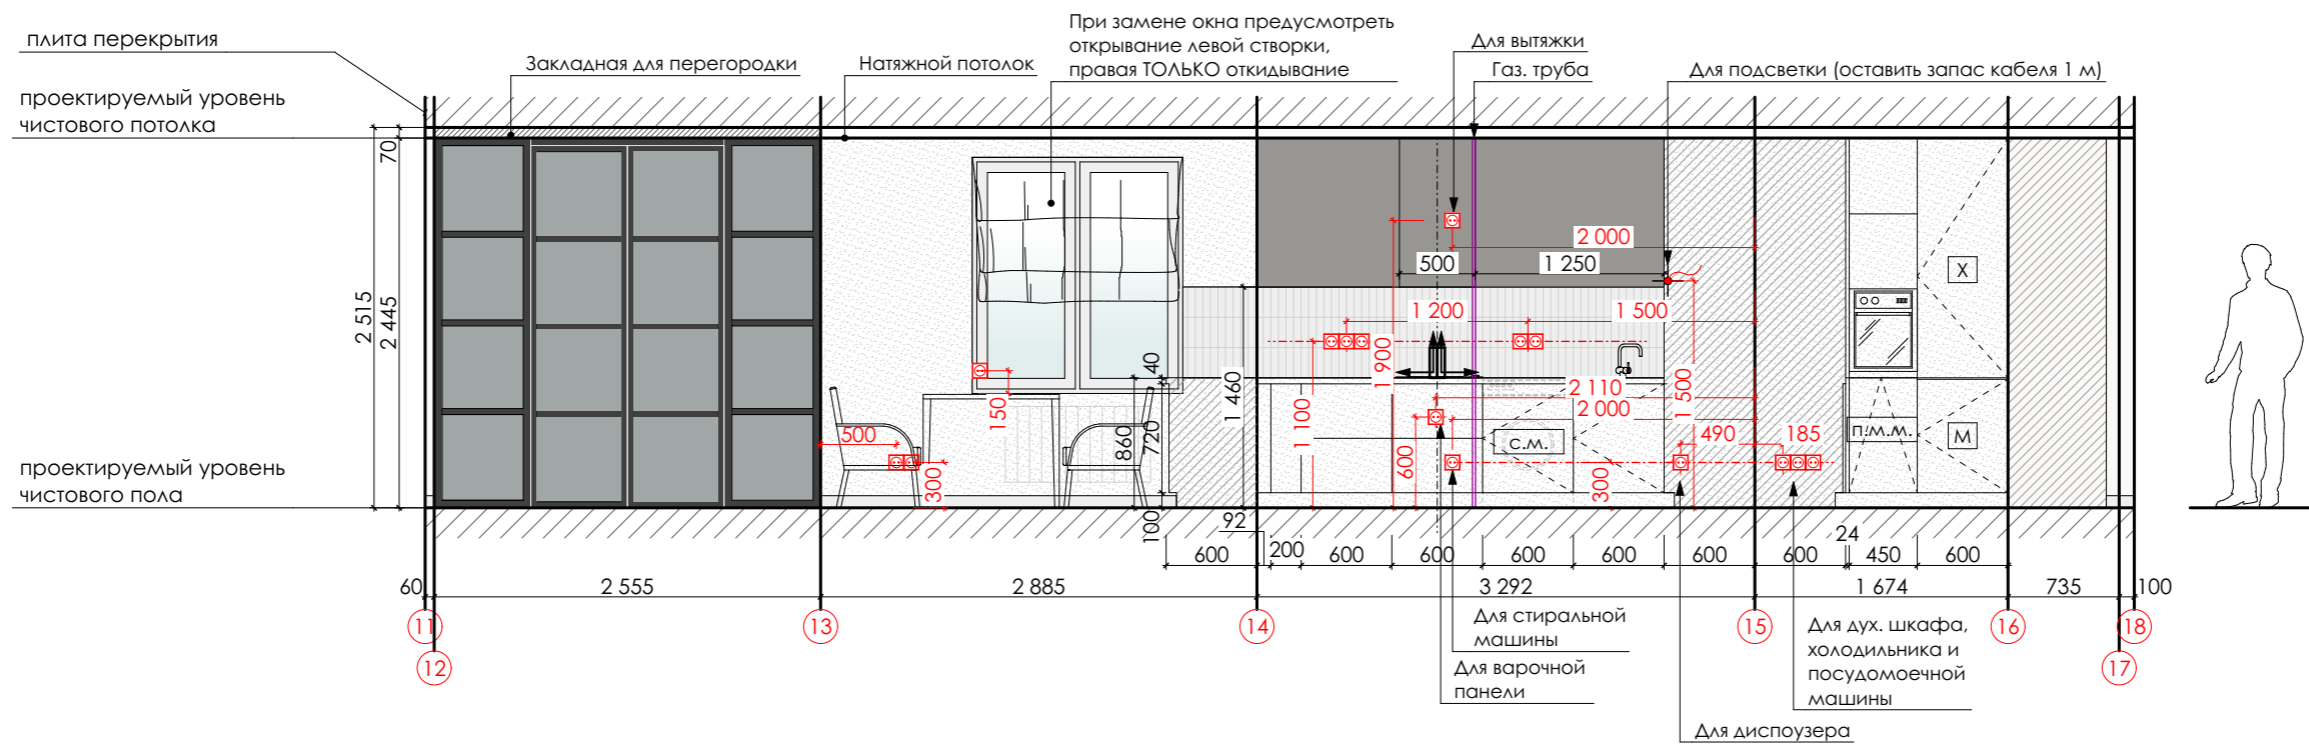 плита перекрытия
проектируемый уровень
чистового потолка
проектируемый уровень
чистового пола
Закладная для перегородки
Натяжной потолок
При замене окна предусмотреть
открывание левой створки,
правая ТОЛЬКО откидывание
Для вытяжки
Газ. труба
Для подсветки (оставить запас кабеля 1 м)
2 515
70
2 445
500
300
150
860
40
720
100
1 460
1 100
1 900
600
2 000
500
1 250
1 200
1 500
2 110
2 000
1 500
300
490
185
с.м.
п.м.м.
Х
М
92
24
600
200
600
600
600
600
600
600
450
600
60
2 555
2 885
3 292
1 674
735
100
11
12
13
14
15
16
17
18
Для стиральной
машины
Для варочной
панели
Для дух. шкафа,
холодильника и
посудомоечной
машины
Для диспоузера